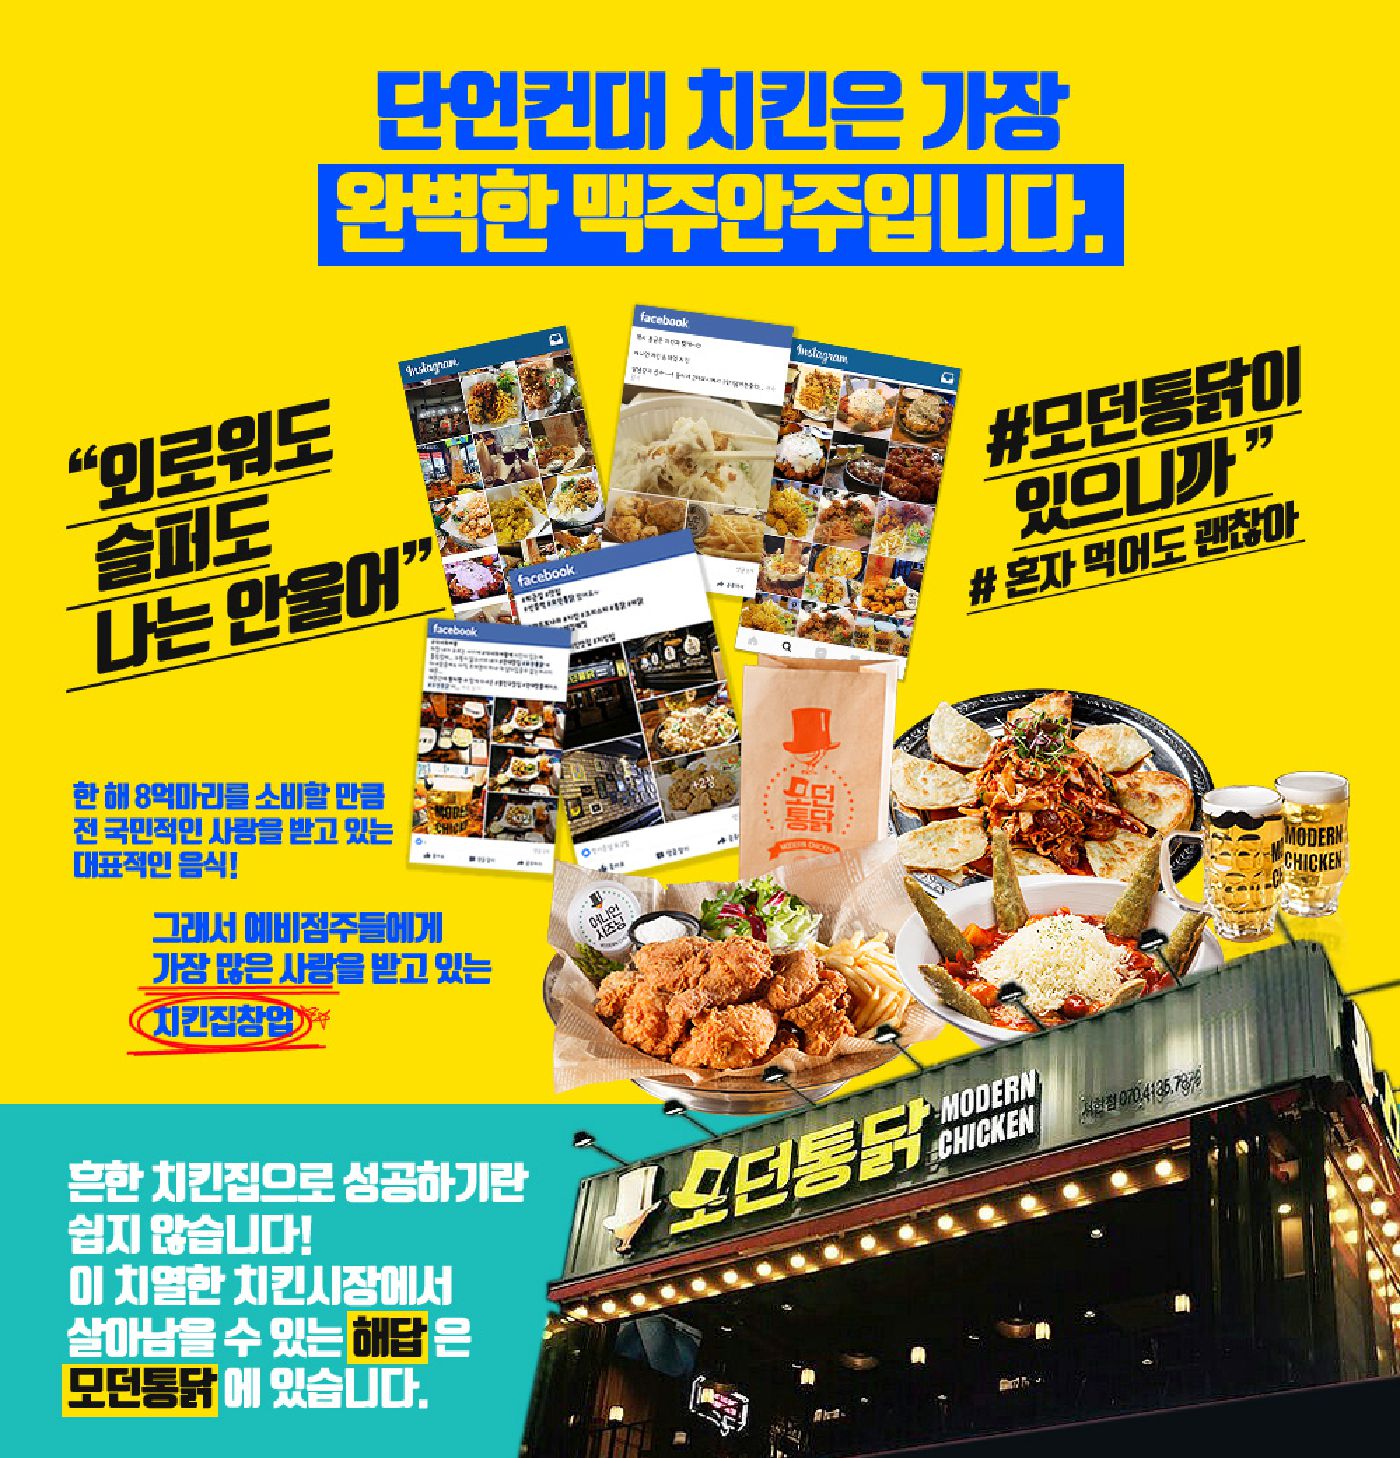 단언컨대 치킨은 가장
완벽한 맥주안주입니다.
“외로워도
슬퍼도
나는 안울어”
Instagram
facebook
Instagram
#모던통닭이
있으니까”
# 혼자 먹어도 괜찮아
facebook
facebook
+2장
모던
통닭
MODERN CHICKEN
한 해 8억마리를 소비할 만큼
전 국민적인 사랑을 받고 있는
대표적인 음식!
MODERN
CHICKEN
어니언
시조닭
그래서 예비점주들에게
가장 많은 사랑을 받고 있는
치킨집창업
모던통닭
MODERN
CHICKEN
070.4135.7979
흔한 치킨집으로 성공하기란
쉽지 않습니다!
이 치열한 치킨시장에서
살아남을 수 있는 해답 은
모던통닭 에 있습니다.